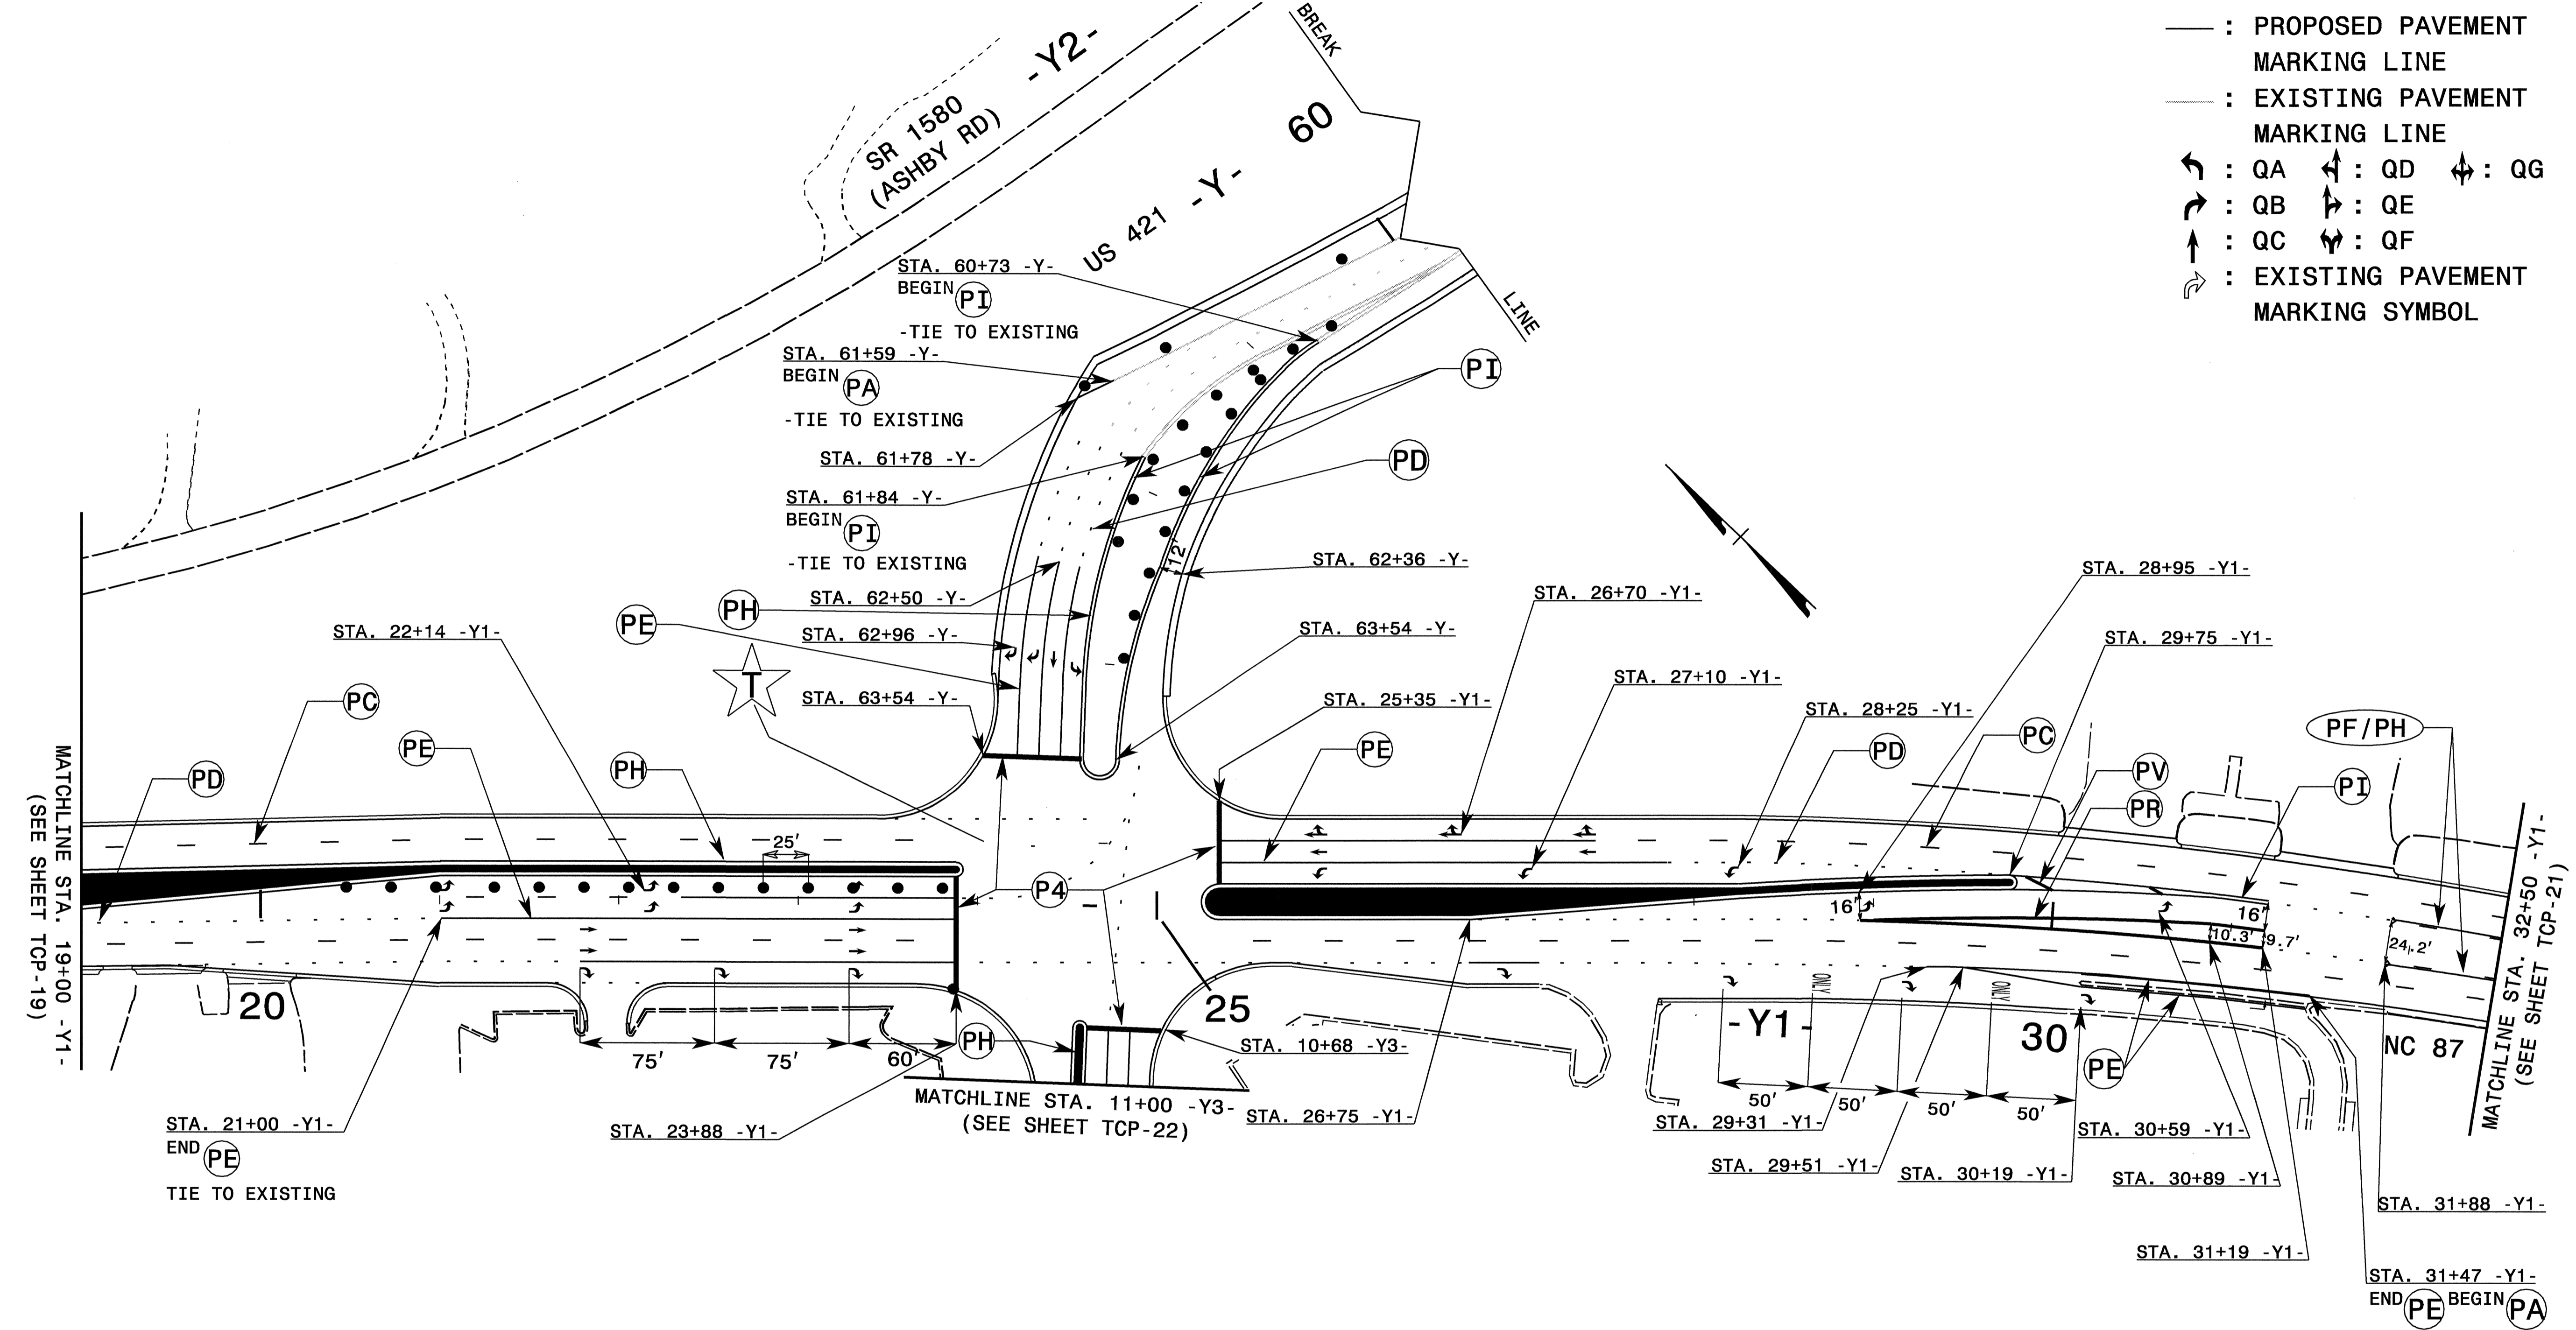 : PROPOSED PAVEMENT
MARKING LINE
: EXISTING PAVEMENT
MARKING LINE
: QA : QD : QG
: QB : QE
: QC : QF
: EXISTING PAVEMENT
MARKING SYMBOL
BREAK
LINE
-Y2-
SR 1580
(ASHBY RD)
US 421 -Y-
60
STA. 60+73 -Y-
BEGIN PI
-TIE TO EXISTING
STA. 61+59 -Y-
BEGIN PA
-TIE TO EXISTING
STA. 61+78 -Y-
STA. 61+84 -Y-
BEGIN PI
-TIE TO EXISTING
STA. 62+50 -Y-
PH
PE
STA. 62+96 -Y-
T
STA. 63+54 -Y-
PI
PD
12'
STA. 62+36 -Y-
STA. 63+54 -Y-
STA. 25+35 -Y1-
STA. 26+70 -Y1-
STA. 27+10 -Y1-
STA. 28+25 -Y1-
STA. 28+95 -Y1-
STA. 29+75 -Y1-
PE
PD
PC
PV
PR
PI
PF/PH
STA. 22+14 -Y1-
PC
PE
PH
PD
MATCHLINE STA. 19+00 -Y1-
(SEE SHEET TCP-19)
25'
P4
16'
16'
10.3'
9.7'
24.2'
ONLY
ONLY
20
25
-Y1-
30
NC 87
MATCHLINE STA. 32+50 -Y1-
(SEE SHEET TCP-21)
75'
75'
60'
PH
STA. 10+68 -Y3-
MATCHLINE STA. 11+00 -Y3-
(SEE SHEET TCP-22)
STA. 21+00 -Y1-
END PE
TIE TO EXISTING
STA. 23+88 -Y1-
STA. 26+75 -Y1-
50'
50'
50'
50'
PE
STA. 29+31 -Y1-
STA. 29+51 -Y1-
STA. 30+19 -Y1-
STA. 30+59 -Y1-
STA. 30+89 -Y1-
STA. 31+19 -Y1-
STA. 31+88 -Y1-
STA. 31+47 -Y1-
END PE BEGIN PA